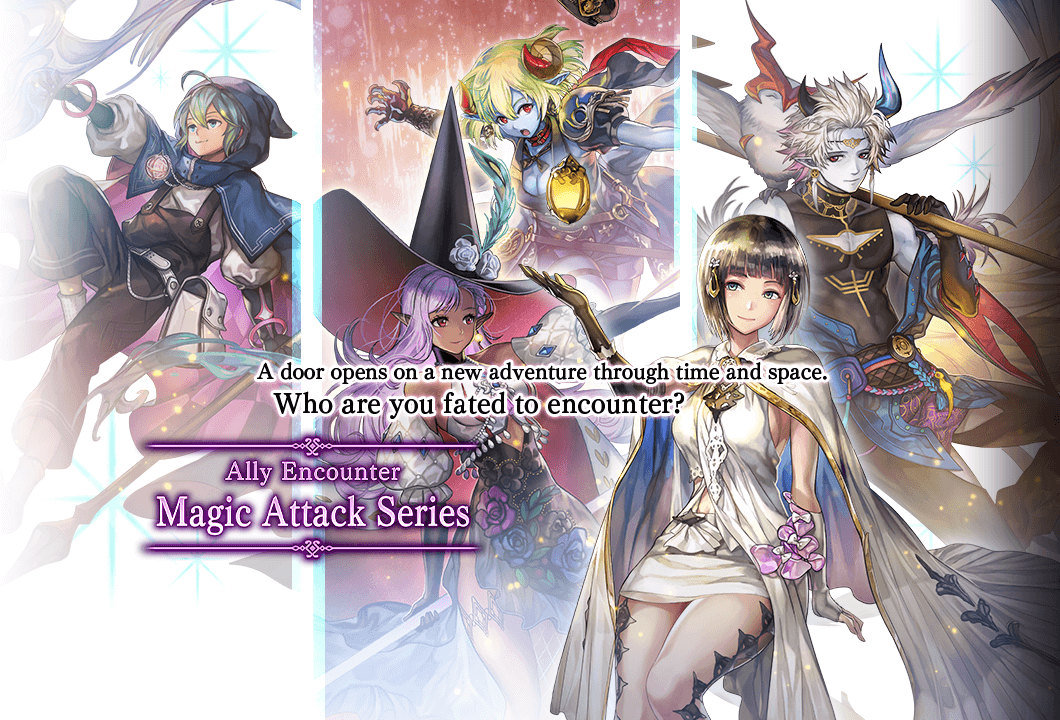 A door opens on a new adventure through time and space.
Who are you fated to encounter?
Ally Encounter
Magic Attack Series